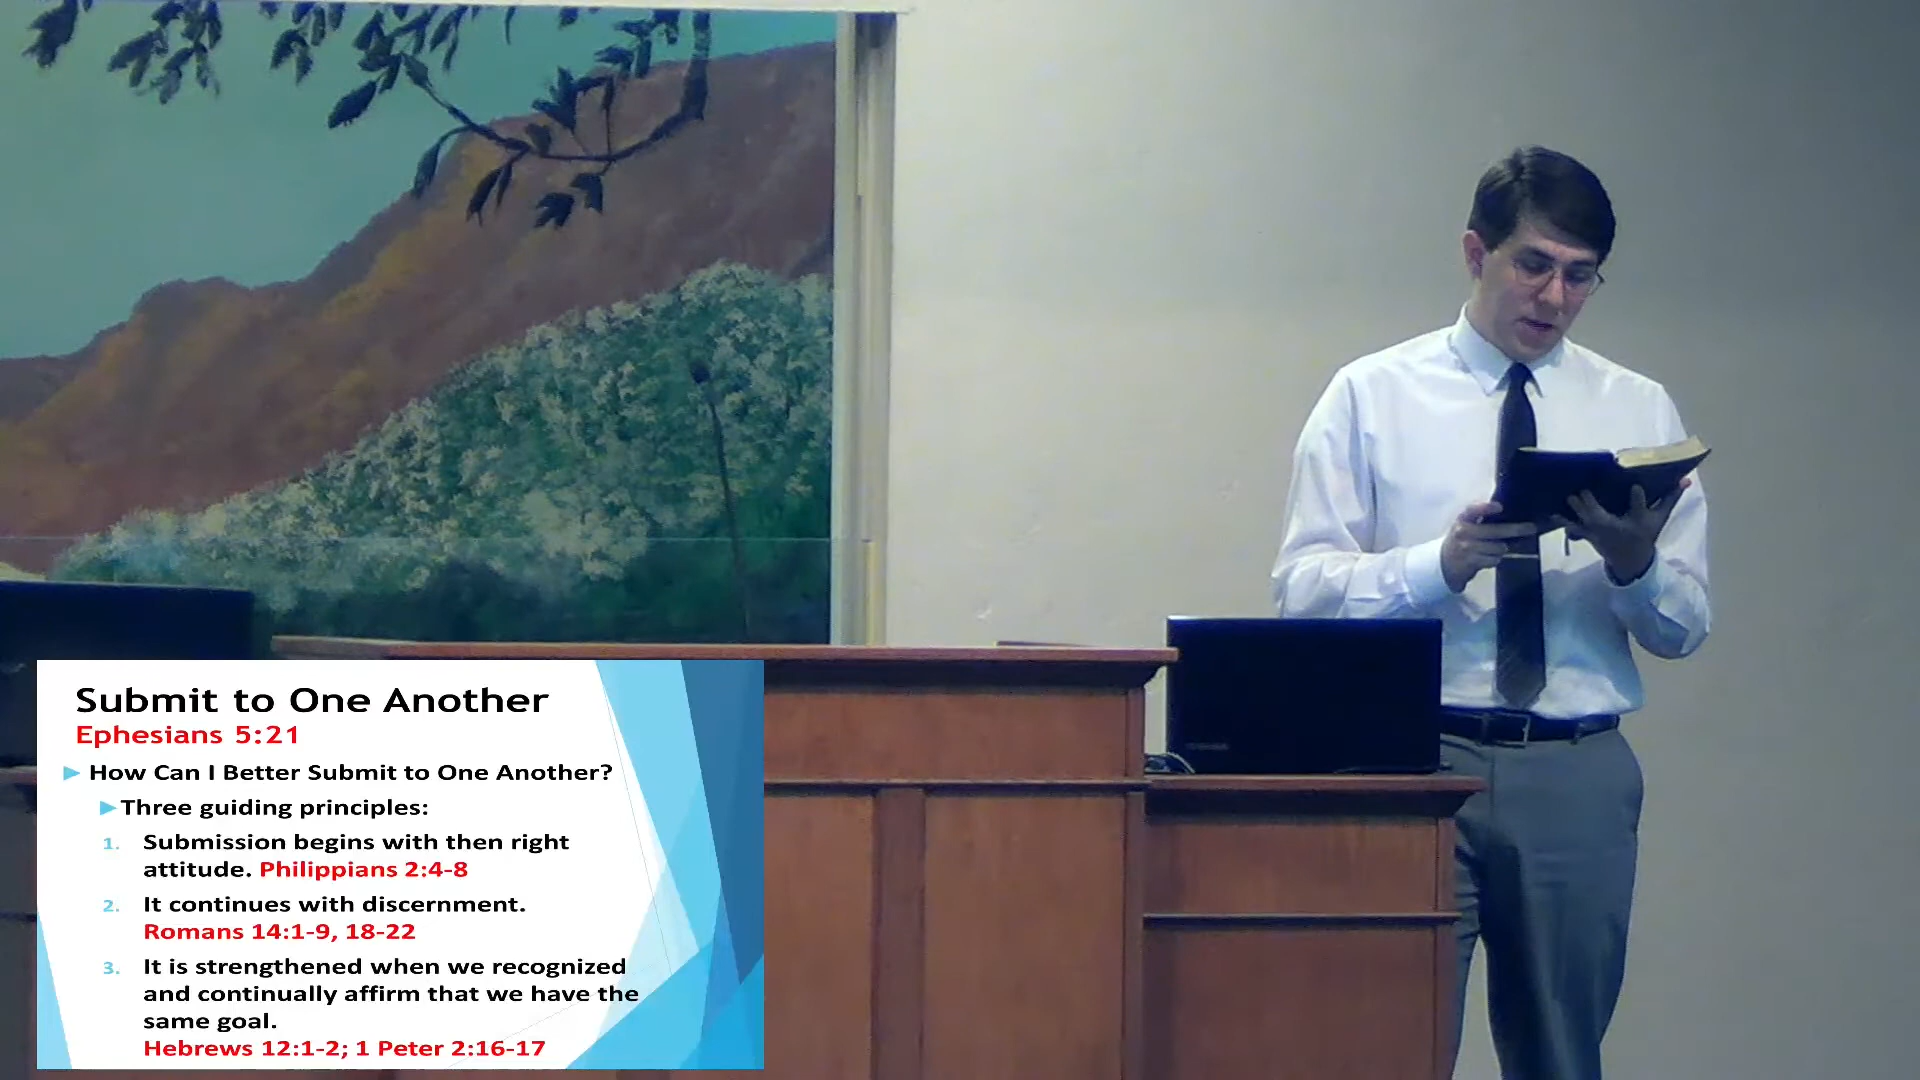 Submit to One Another
Ephesians 5:21
How Can I Better Submit to One Another?
Three guiding principles:
1. Submission begins with then right
attitude. Philippians 2:4-8
2. It continues with discernment.
Romans 14:1-9, 18-22
3. It is strengthened when we recognized
and continually affirm that we have the
same goal.
Hebrews 12:1-2; 1 Peter 2:16-17